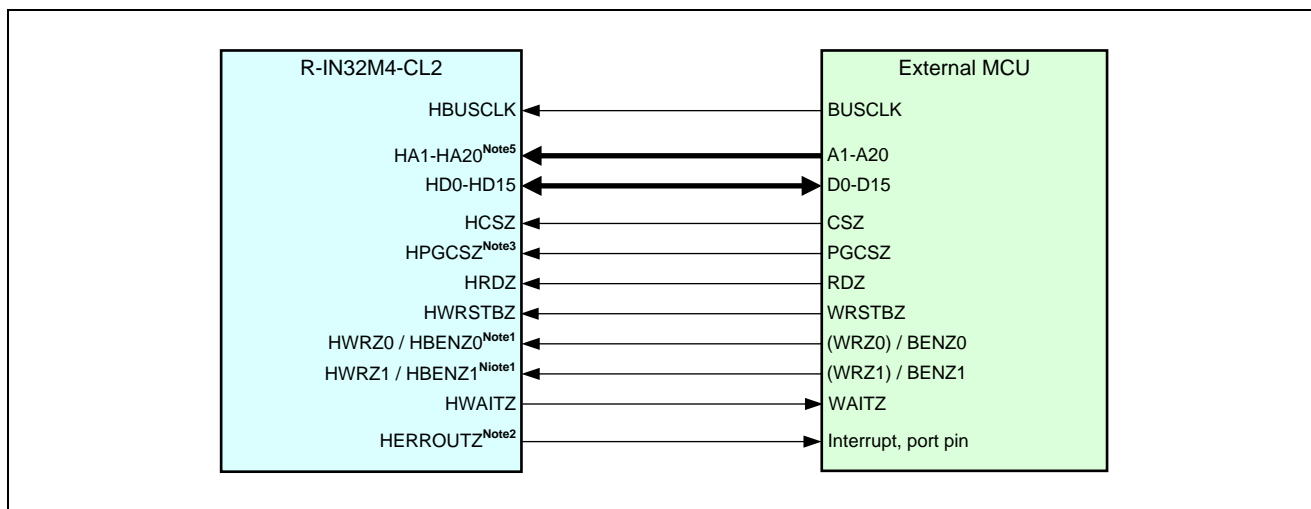 R-IN32M4-CL2 External MCU
HBUSCLK BUSCLK
HA1-HA20Note5 A1-A20
HD0-HD15 D0-D15
HCSZ CSZ
HPGCSZNote3 PGCSZ
HRDZ RDZ
HWRSTBZ WRSTBZ
HWRZ0 / HBENZ0Note1 (WRZ0) / BENZ0
HWRZ1 / HBENZ1Niote1 (WRZ1) / BENZ1
HWAITZ WAITZ
HERROUTZNote2 Interrupt, port pin